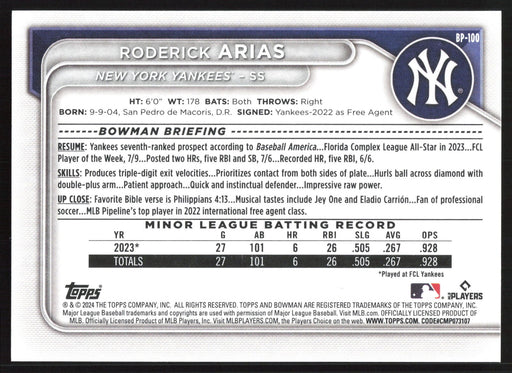 BP-100
RODERICK ARIAS
NEW YORK YANKEES® – SS
NY
HT: 6'0" WT: 178 BATS: Both THROWS: Right
BORN: 9-9-04, San Pedro de Macoris, D.R. SIGNED: Yankees-2022 as Free Agent
BOWMAN BRIEFING
RESUME: Yankees seventh-ranked prospect according to Baseball America...Florida Complex League All-Star in 2023...FCL
Player of the Week, 7/9...Posted two HRs, five RBI and SB, 7/6...Recorded HR, five RBI, 6/6.
SKILLS: Produces triple-digit exit velocities...Prioritizes contact from both sides of plate...Hurls ball across diamond with
double-plus arm...Patient approach...Quick and instinctual defender...Impressive raw power.
UP CLOSE: Favorite Bible verse is Philippians 4:13...Musical tastes include Jey One and Eladio Carrión...Fan of professional
soccer...MLB Pipeline's top player in 2022 international free agent class.
MINOR LEAGUE BATTING RECORD
YR G AB HR RBI SLG AVG OPS
2023* 27 101 6 26 .505 .267 .928
TOTALS 27 101 6 26 .505 .267 .928
*Played at FCL Yankees
Topps
PLAYERS
® & © 2024 THE TOPPS COMPANY, INC. ALL RIGHTS RESERVED. TOPPS AND BOWMAN ARE REGISTERED TRADEMARKS OF THE TOPPS COMPANY, INC.
Major League Baseball trademarks and copyrights are used with permission of Major League Baseball. Visit MLB.com. OFFICIALLY LICENSED PRODUCT OF
MLB Players, Inc. Visit MLBPLAYERS.com, the Players Choice on the web. WWW.TOPPS.COM. CODE#CMP073107